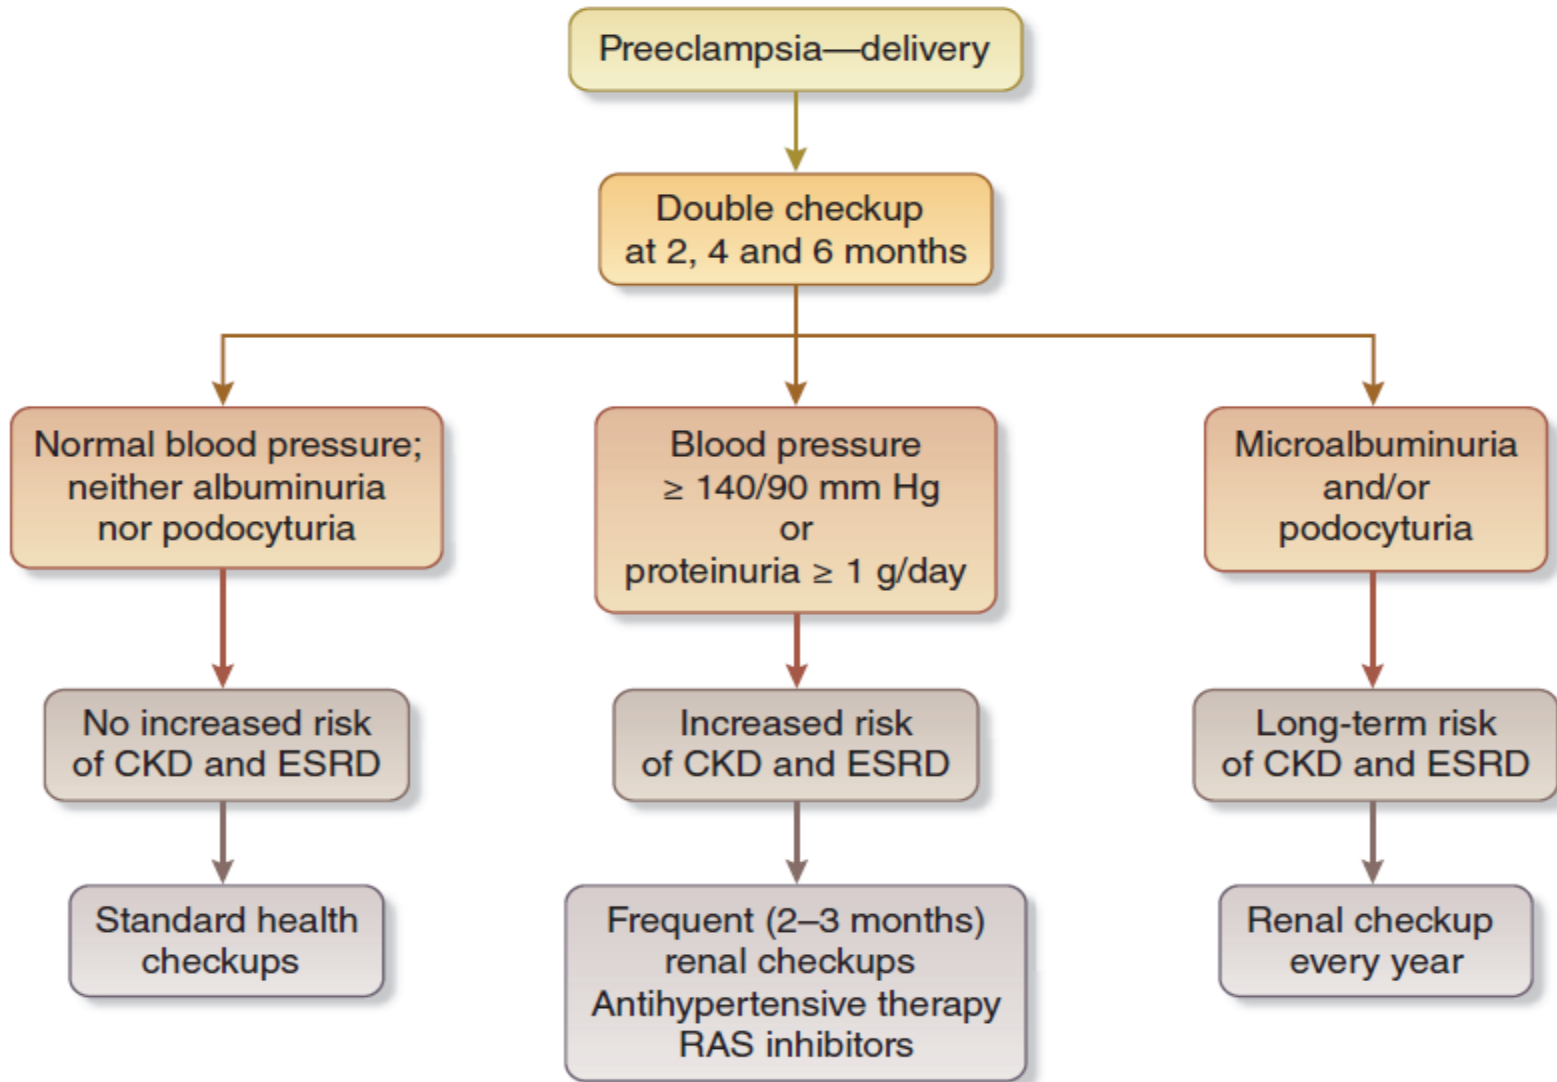 Preeclampsia—delivery
Double checkup
at 2, 4 and 6 months
Normal blood pressure;
neither albuminuria
nor podocyturia
Blood pressure
≥ 140/90 mm Hg
or
proteinuria ≥ 1 g/day
Microalbuminuria
and/or
podocyturia
No increased risk
of CKD and ESRD
Increased risk
of CKD and ESRD
Long-term risk
of CKD and ESRD
Standard health
checkups
Frequent (2–3 months)
renal checkups
Antihypertensive therapy
RAS inhibitors
Renal checkup
every year